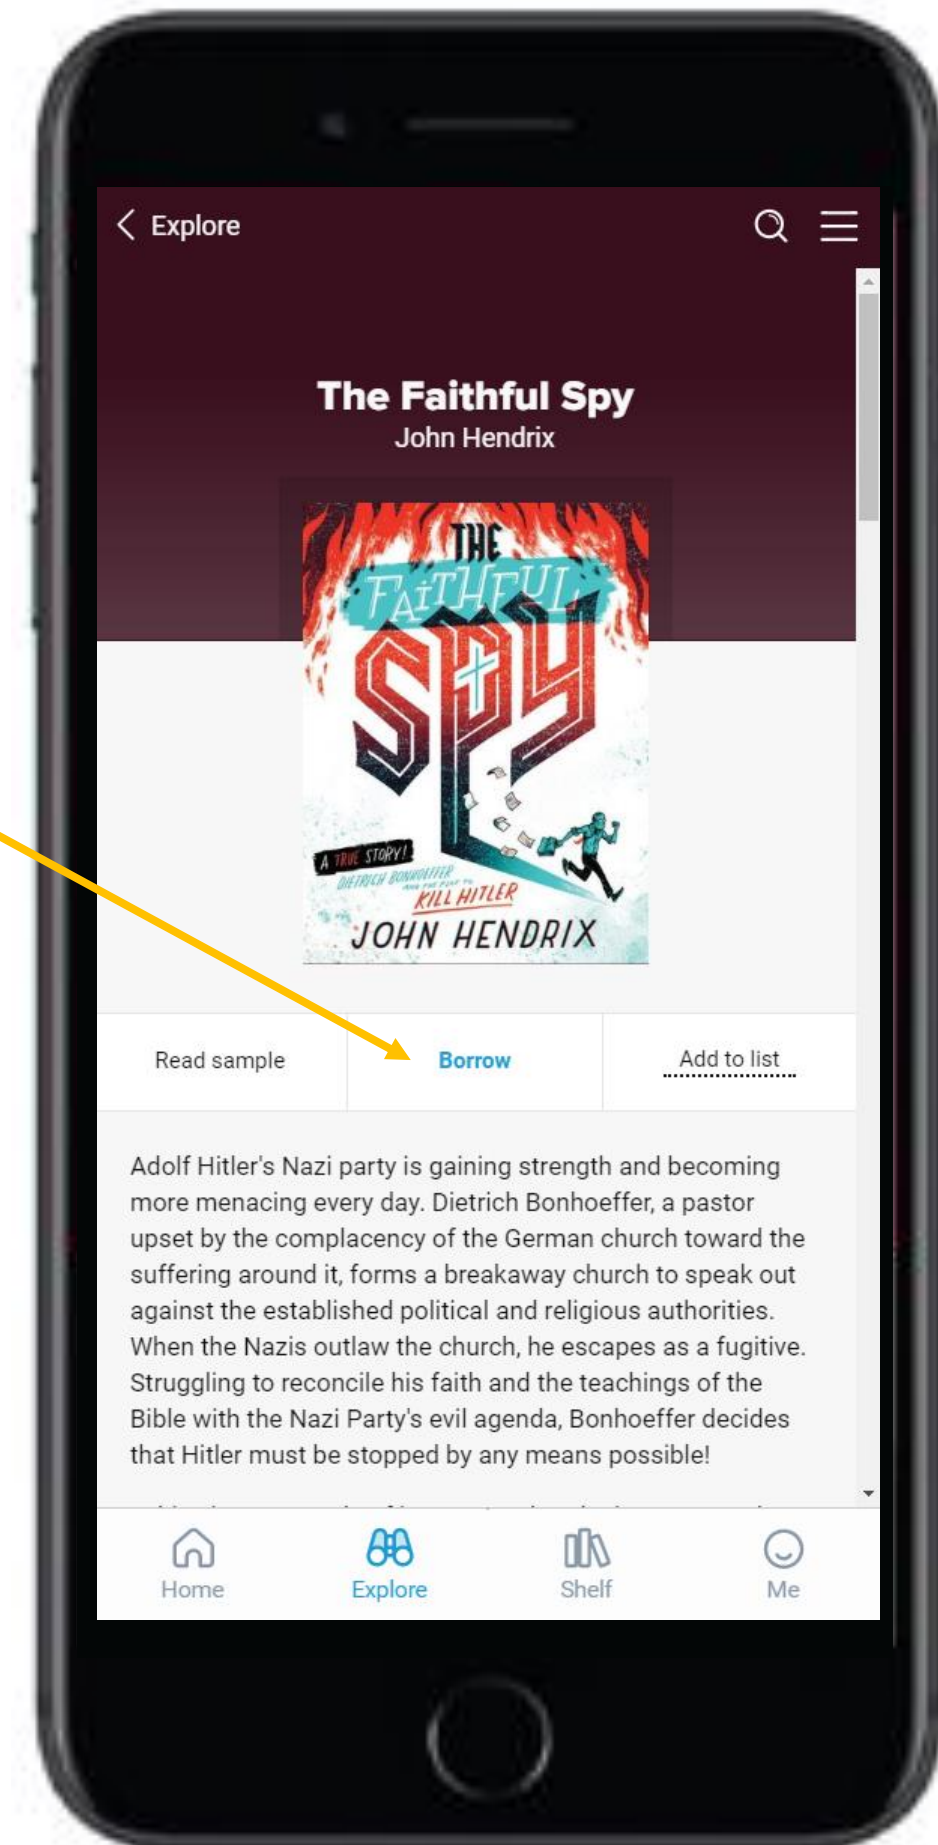 Explore
The Faithful Spy
John Hendrix
THE
FAITHFUL
SPY
A TRUE STORY!
DIETRICH BONHOEFFER
AND THE PLOT TO
KILL HITLER
JOHN HENDRIX
Read sample
Borrow
Add to list
Adolf Hitler's Nazi party is gaining strength and becoming
more menacing every day. Dietrich Bonhoeffer, a pastor
upset by the complacency of the German church toward the
suffering around it, forms a breakaway church to speak out
against the established political and religious authorities.
When the Nazis outlaw the church, he escapes as a fugitive.
Struggling to reconcile his faith and the teachings of the
Bible with the Nazi Party's evil agenda, Bonhoeffer decides
that Hitler must be stopped by any means possible!
Home
Explore
Shelf
Me